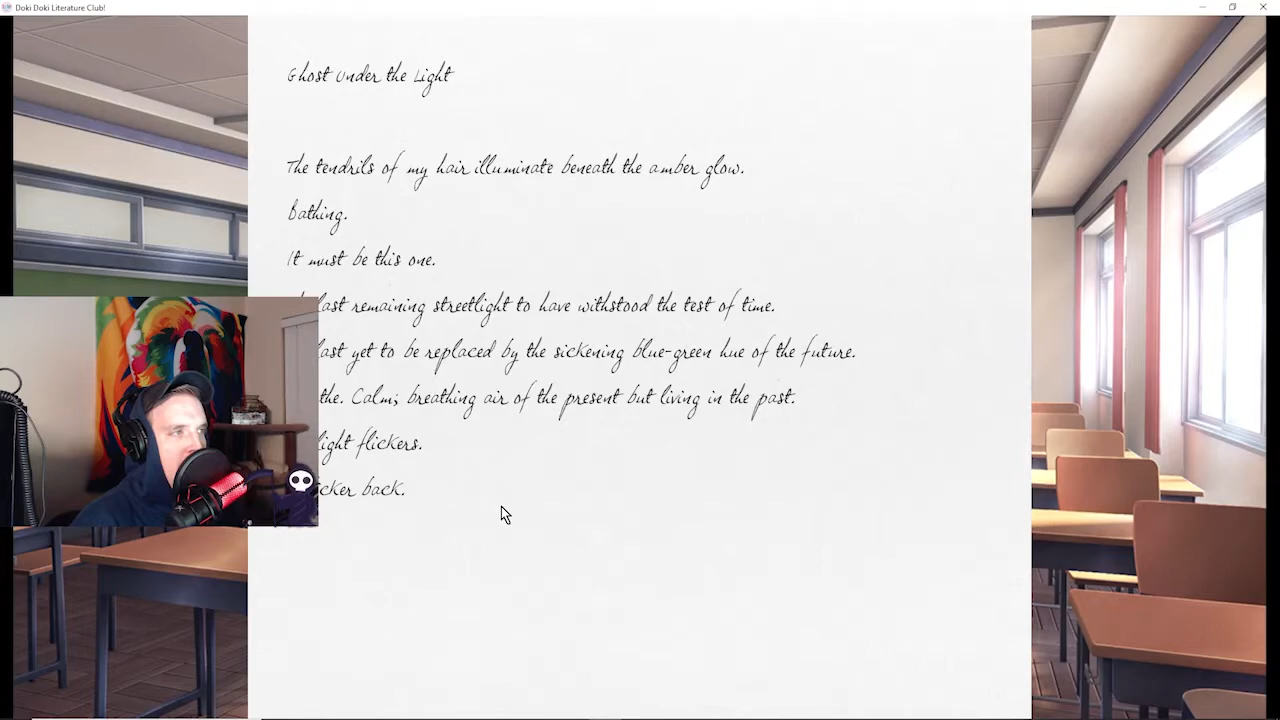 Doki Doki Literature Club!
Ghost Under the Light
The tendrils of my hair illuminate beneath the amber glow.
Bathing.
It must be this one.
last remaining streetlight to have withstood the test of time.
last yet to be replaced by the sickening blue-green hue of the future.
the. Calm; breathing air of the present but living in the past.
light flickers.
back.